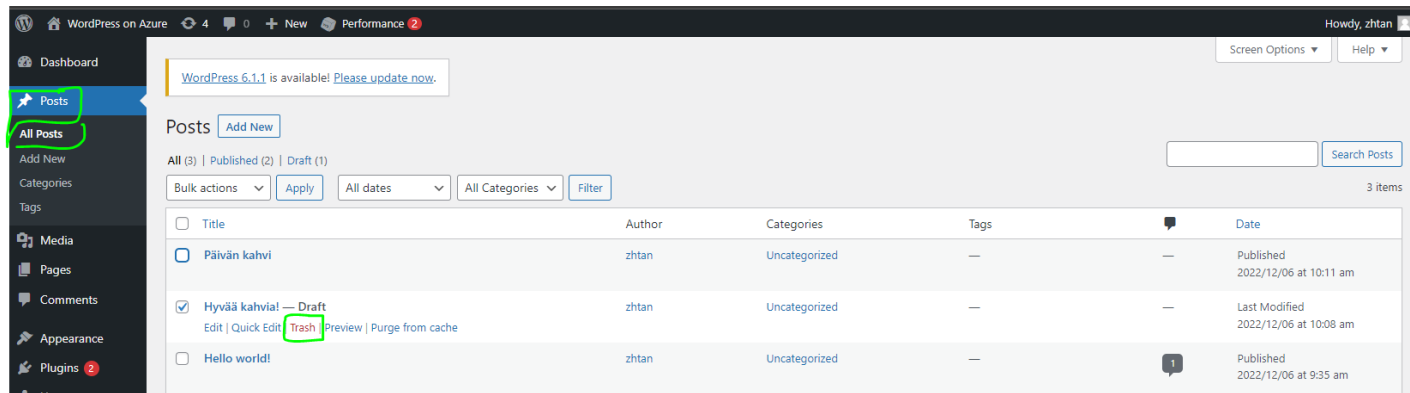 WordPress on Azure 4 0 + New Performance 2 Howdy, zhtan
Screen Options ▼ Help ▼
Dashboard
WordPress 6.1.1 is available! Please update now.
Posts
All Posts
Add New
Categories
Tags
Media
Pages
Comments
Appearance
Plugins 2
Posts Add New
All (3) | Published (2) | Draft (1)
Search Posts
Bulk actions Apply All dates All Categories Filter 3 items
Title Author Categories Tags Date
Päivän kahvi zhtan Uncategorized — — Published
2022/12/06 at 10:11 am
Hyvää kahvia! — Draft zhtan Uncategorized — — Last Modified
Edit | Quick Edit | Trash | Preview | Purge from cache 2022/12/06 at 10:08 am
Hello world! zhtan Uncategorized — 1 Published
2022/12/06 at 9:35 am